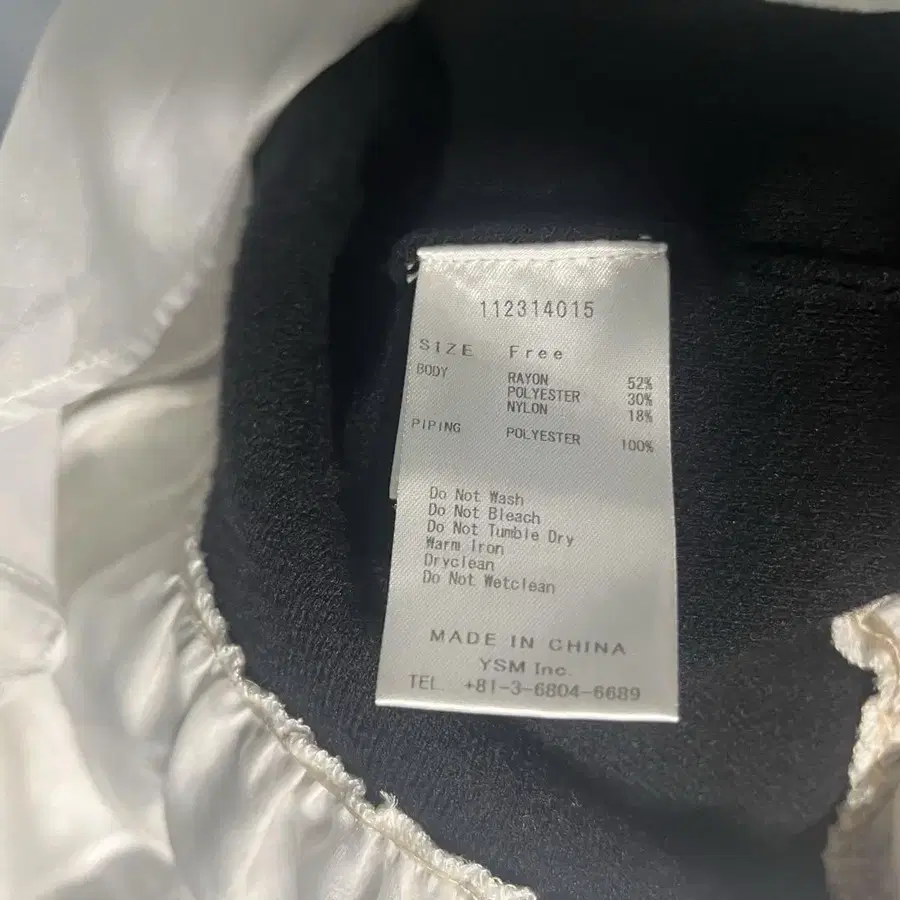 112314015
SIZE Free
BODY RAYON 52%
POLYESTER 30%
NYLON 18%
PIPING POLYESTER 100%
Do Not Wash
Do Not Bleach
Do Not Tumble Dry
Warm Iron
Dryclean
Do Not Wetclean
MADE IN CHINA
YSM Inc.
TEL. +81-3-6804-6689